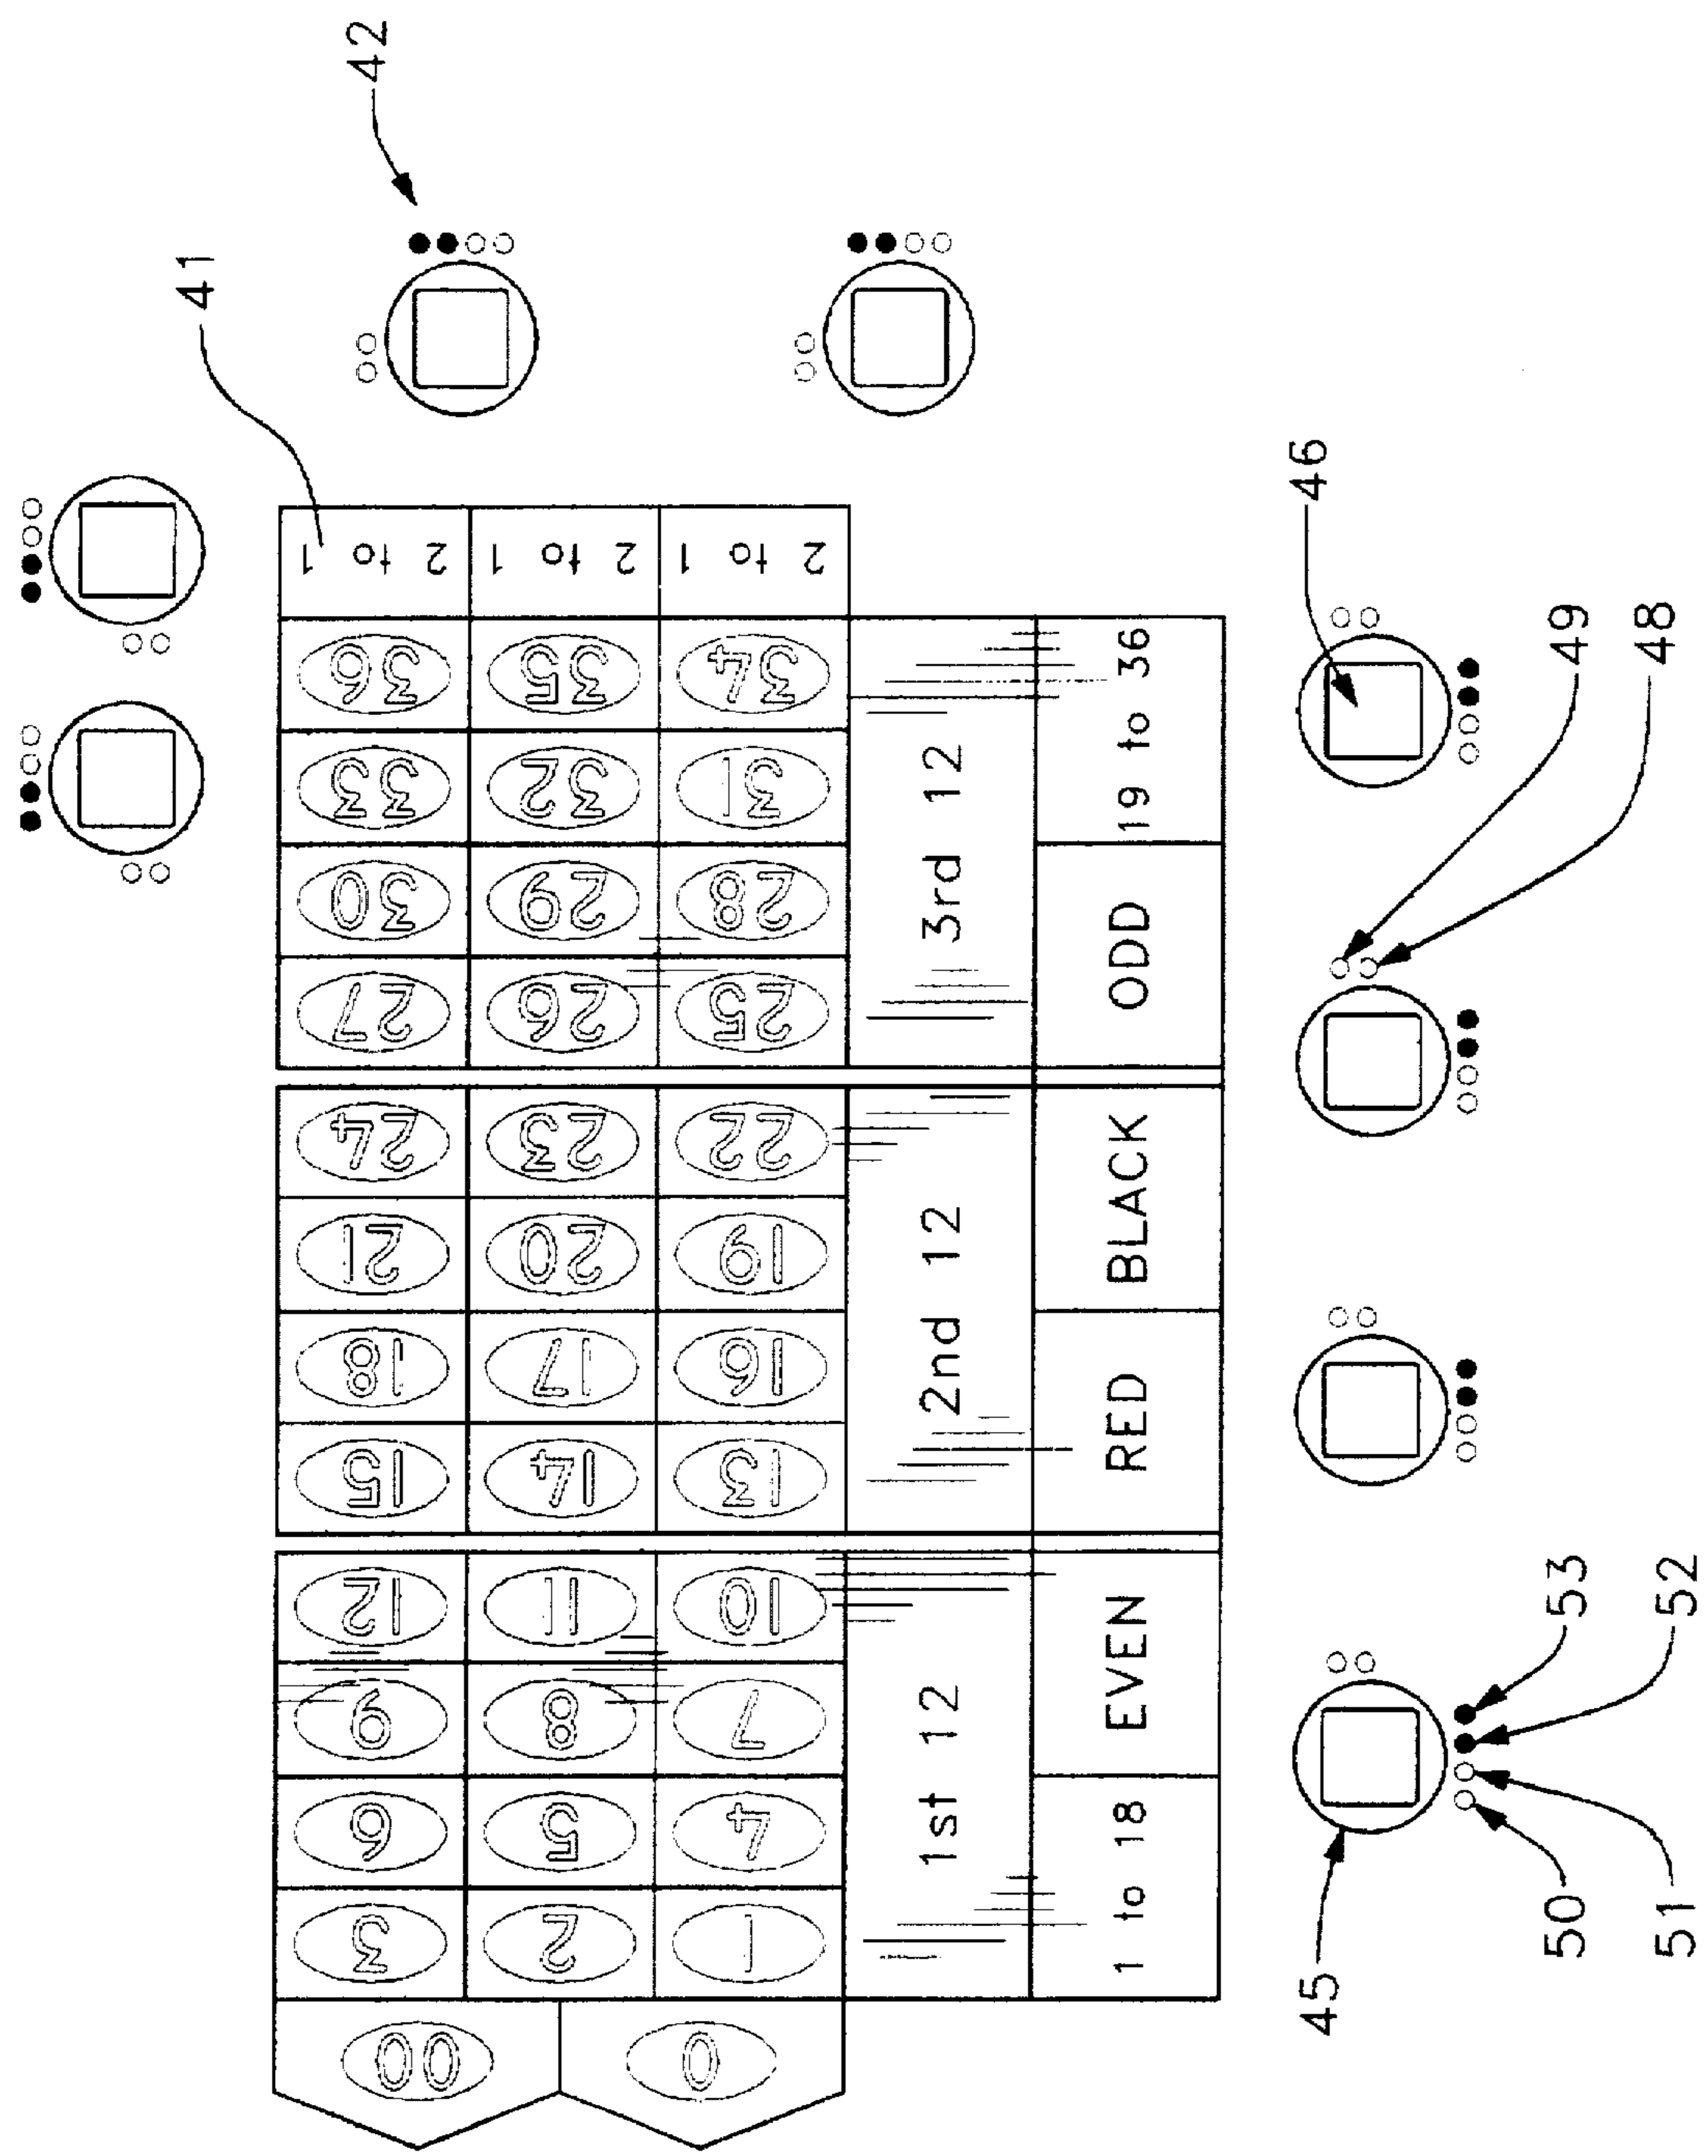 42
41
2 to 1
2 to 1
2 to 1
36 35 34
33 32 31
30 29 28
27 26 25
24 23 22
21 20 19
18 17 16
15 14 13
12 11 10
9 8 7
6 5 4
3 2 1
00 0
1st 12
2nd 12
3rd 12
1 to 18
EVEN
RED
BLACK
ODD
19 to 36
46
49
48
53
52
45
50
51